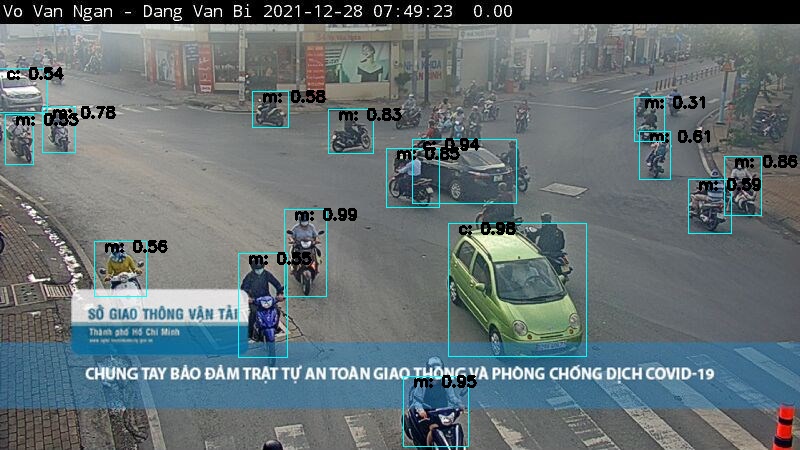 Vo Van Ngan - Dang Van Bi 2021-12-28 07:49:23 0.00
c: 0.54
m: 0.58
m: 0.31
m: 0.78
m: 0.83
m: 0.61
c: 0.94
m: 0.86
m: 0.59
m: 0.99
c: 0.98
m: 0.56
m: 0.55
SỞ GIAO THÔNG VẬN TẢI
Thành phố Hồ Chí Minh
CHUNG TAY BẢO ĐẢM TRẬT TỰ AN TOÀN GIAO THÔNG VÀ PHÒNG CHỐNG DỊCH COVID-19
m: 0.95